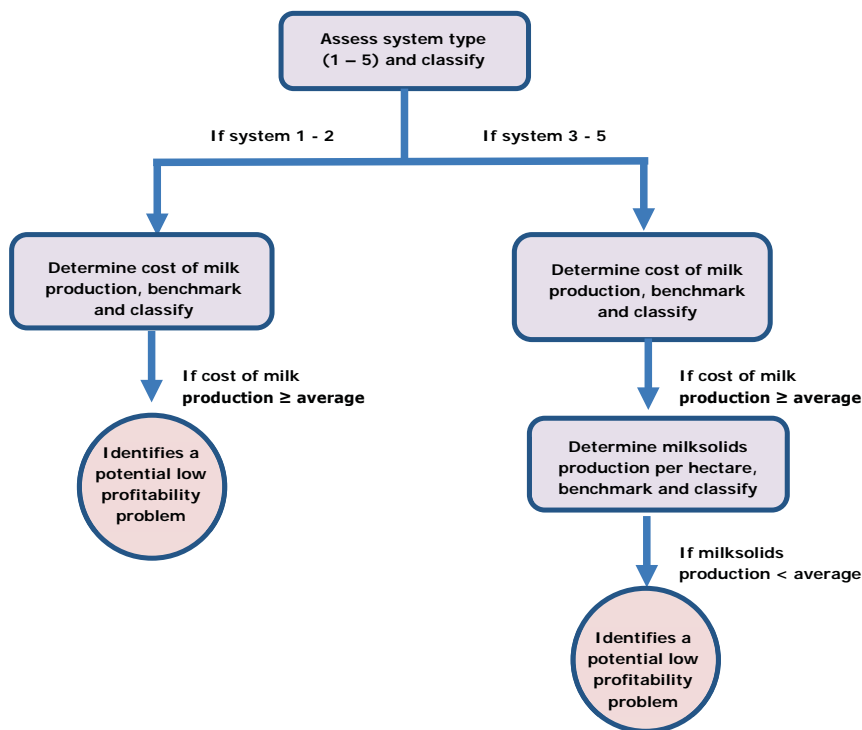 Assess system type
(1 – 5) and classify
If system 1 - 2
If system 3 - 5
Determine cost of milk
production, benchmark
and classify
Determine cost of milk
production, benchmark
and classify
If cost of milk
production ≥ average
If cost of milk
production ≥ average
Identifies a
potential low
profitability
problem
Determine milksolids
production per hectare,
benchmark and classify
If milksolids
production < average
Identifies a
potential low
profitability
problem